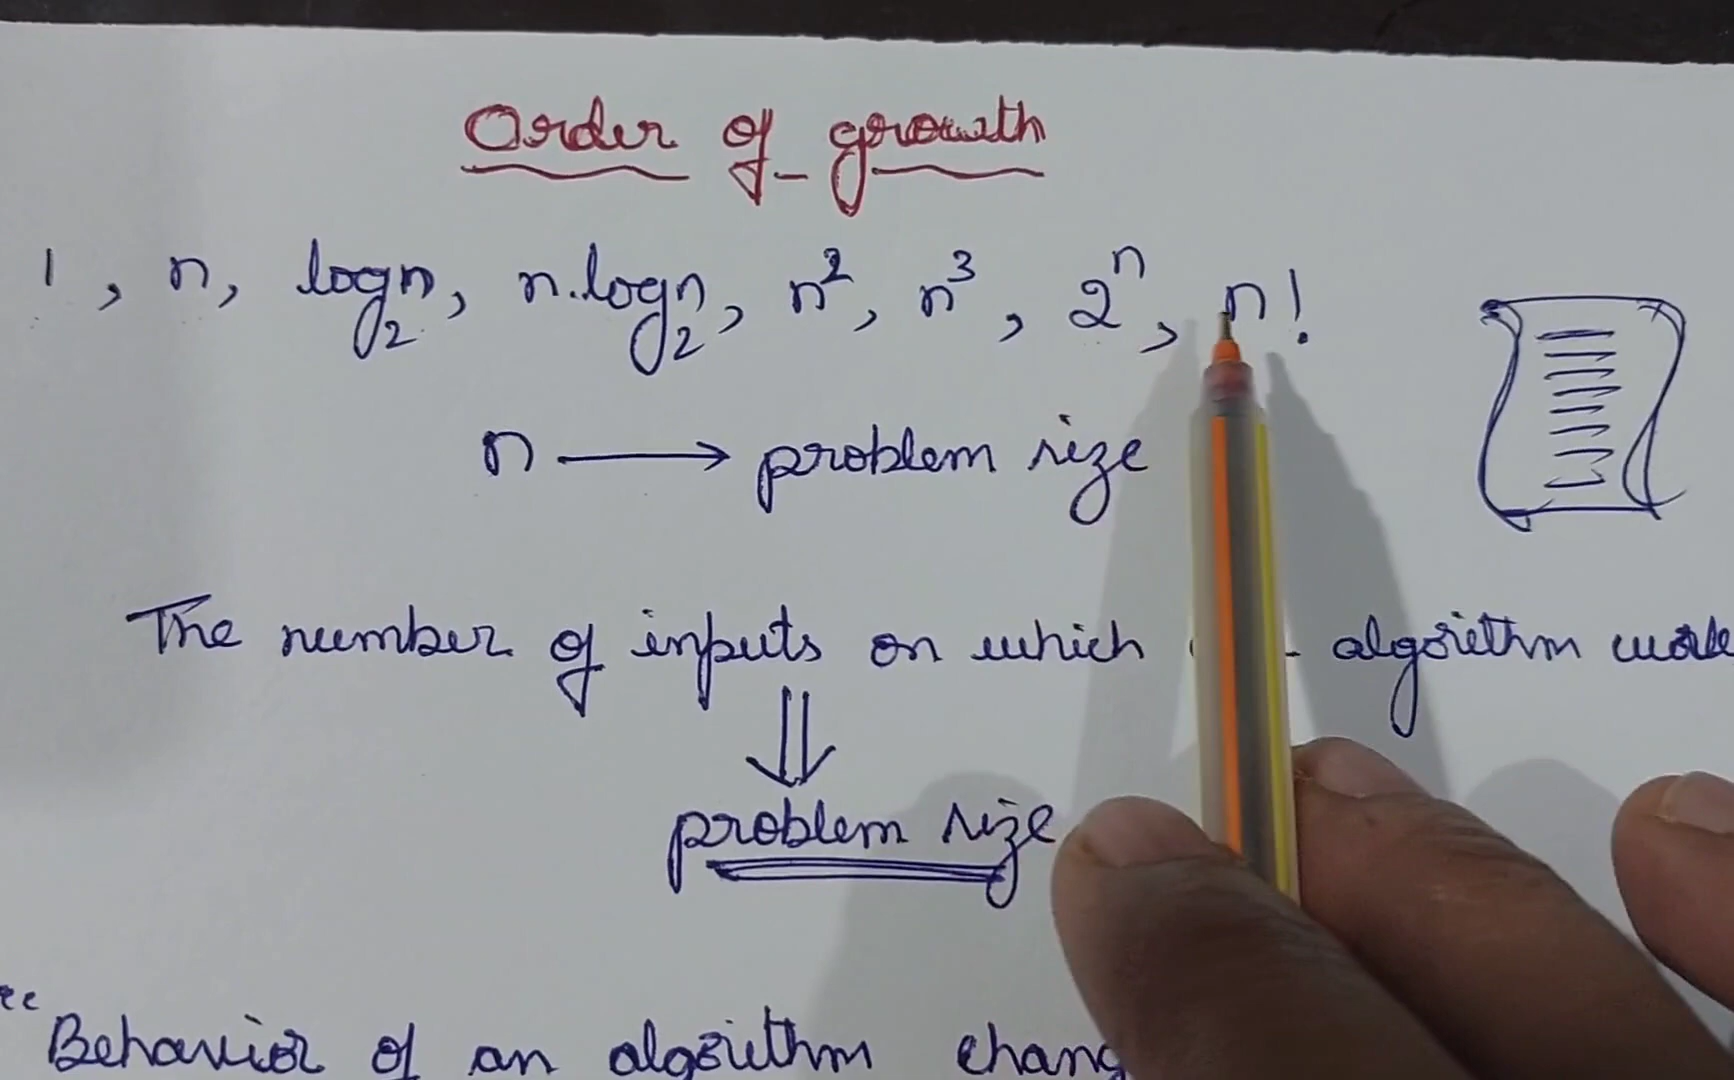 Order of growth
1, n, log₂n, n.log₂n, n², n³, 2ⁿ, n!
n → problem size
The number of inputs on which algorithm
⇓
problem size
"Behavior of an algorithm